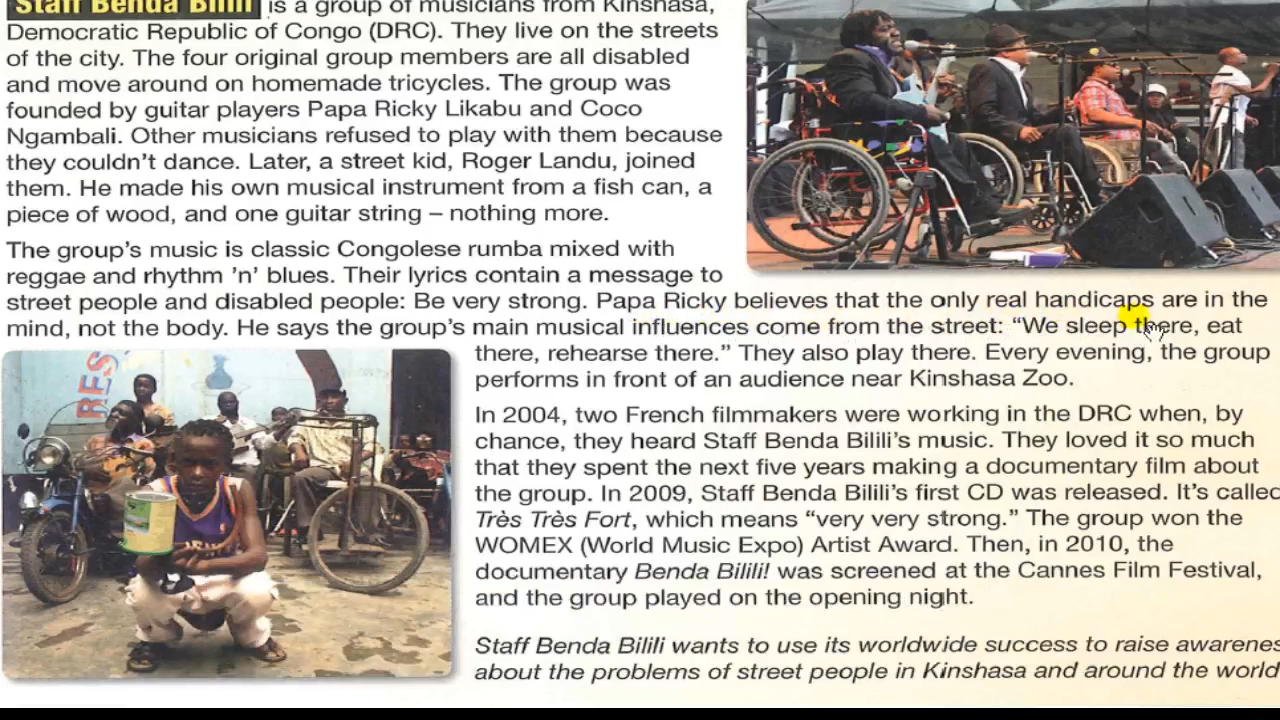 Staff Benda Bilili is a group of musicians from Kinshasa,
Democratic Republic of Congo (DRC). They live on the streets
of the city. The four original group members are all disabled
and move around on homemade tricycles. The group was
founded by guitar players Papa Ricky Likabu and Coco
Ngambali. Other musicians refused to play with them because
they couldn't dance. Later, a street kid, Roger Landu, joined
them. He made his own musical instrument from a fish can, a
piece of wood, and one guitar string – nothing more.
The group's music is classic Congolese rumba mixed with
reggae and rhythm 'n' blues. Their lyrics contain a message to
street people and disabled people: Be very strong. Papa Ricky believes that the only real handicaps are in the
mind, not the body. He says the group's main musical influences come from the street: "We sleep there, eat
there, rehearse there." They also play there. Every evening, the group
performs in front of an audience near Kinshasa Zoo.
In 2004, two French filmmakers were working in the DRC when, by
chance, they heard Staff Benda Bilili's music. They loved it so much
that they spent the next five years making a documentary film about
the group. In 2009, Staff Benda Bilili's first CD was released. It's called
Très Très Fort, which means "very very strong." The group won the
WOMEX (World Music Expo) Artist Award. Then, in 2010, the
documentary Benda Bilili! was screened at the Cannes Film Festival,
and the group played on the opening night.
Staff Benda Bilili wants to use its worldwide success to raise awarenes
about the problems of street people in Kinshasa and around the world
RES